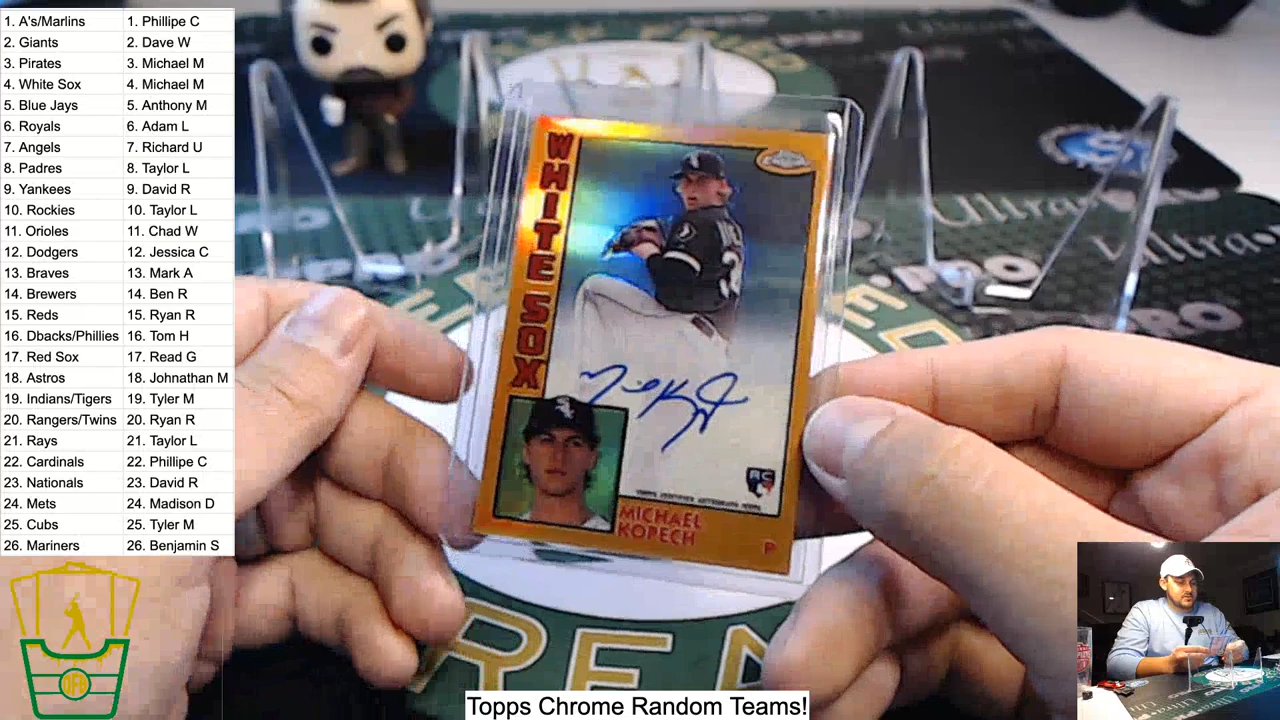 1. A's/Marlins 1. Phillipe C
2. Giants 2. Dave W
3. Pirates 3. Michael M
4. White Sox 4. Michael M
5. Blue Jays 5. Anthony M
6. Royals 6. Adam L
7. Angels 7. Richard U
8. Padres 8. Taylor L
9. Yankees 9. David R
10. Rockies 10. Taylor L
11. Orioles 11. Chad W
12. Dodgers 12. Jessica C
13. Braves 13. Mark A
14. Brewers 14. Ben R
15. Reds 15. Ryan R
16. Dbacks/Phillies 16. Tom H
17. Red Sox 17. Read G
18. Astros 18. Johnathan M
19. Indians/Tigers 19. Tyler M
20. Rangers/Twins 20. Ryan R
21. Rays 21. Taylor L
22. Cardinals 22. Phillipe C
23. Nationals 23. David R
24. Mets 24. Madison D
25. Cubs 25. Tyler M
26. Mariners 26. Benjamin S
WHITE SOX
RC
TOPPS CERTIFIED AUTOGRAPH ISSUE
MICHAEL
KOPECH
P
Ultra
Ultra
Topps Chrome Random Teams!